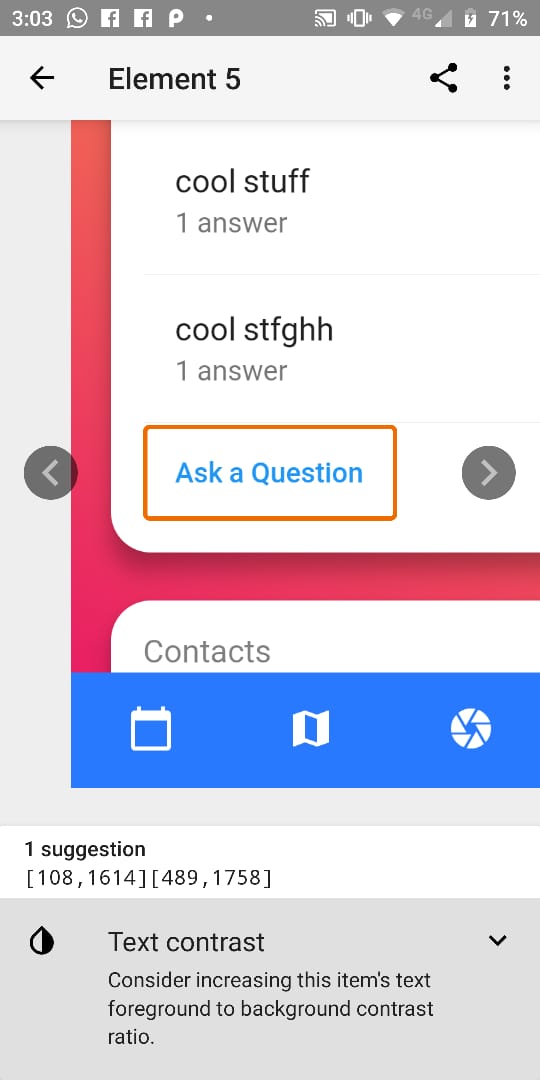 3:03 4G 71%
Element 5
cool stuff
1 answer
cool stfghh
1 answer
Ask a Question
Contacts
1 suggestion
[108,1614][489,1758]
Text contrast
Consider increasing this item's text
foreground to background contrast
ratio.